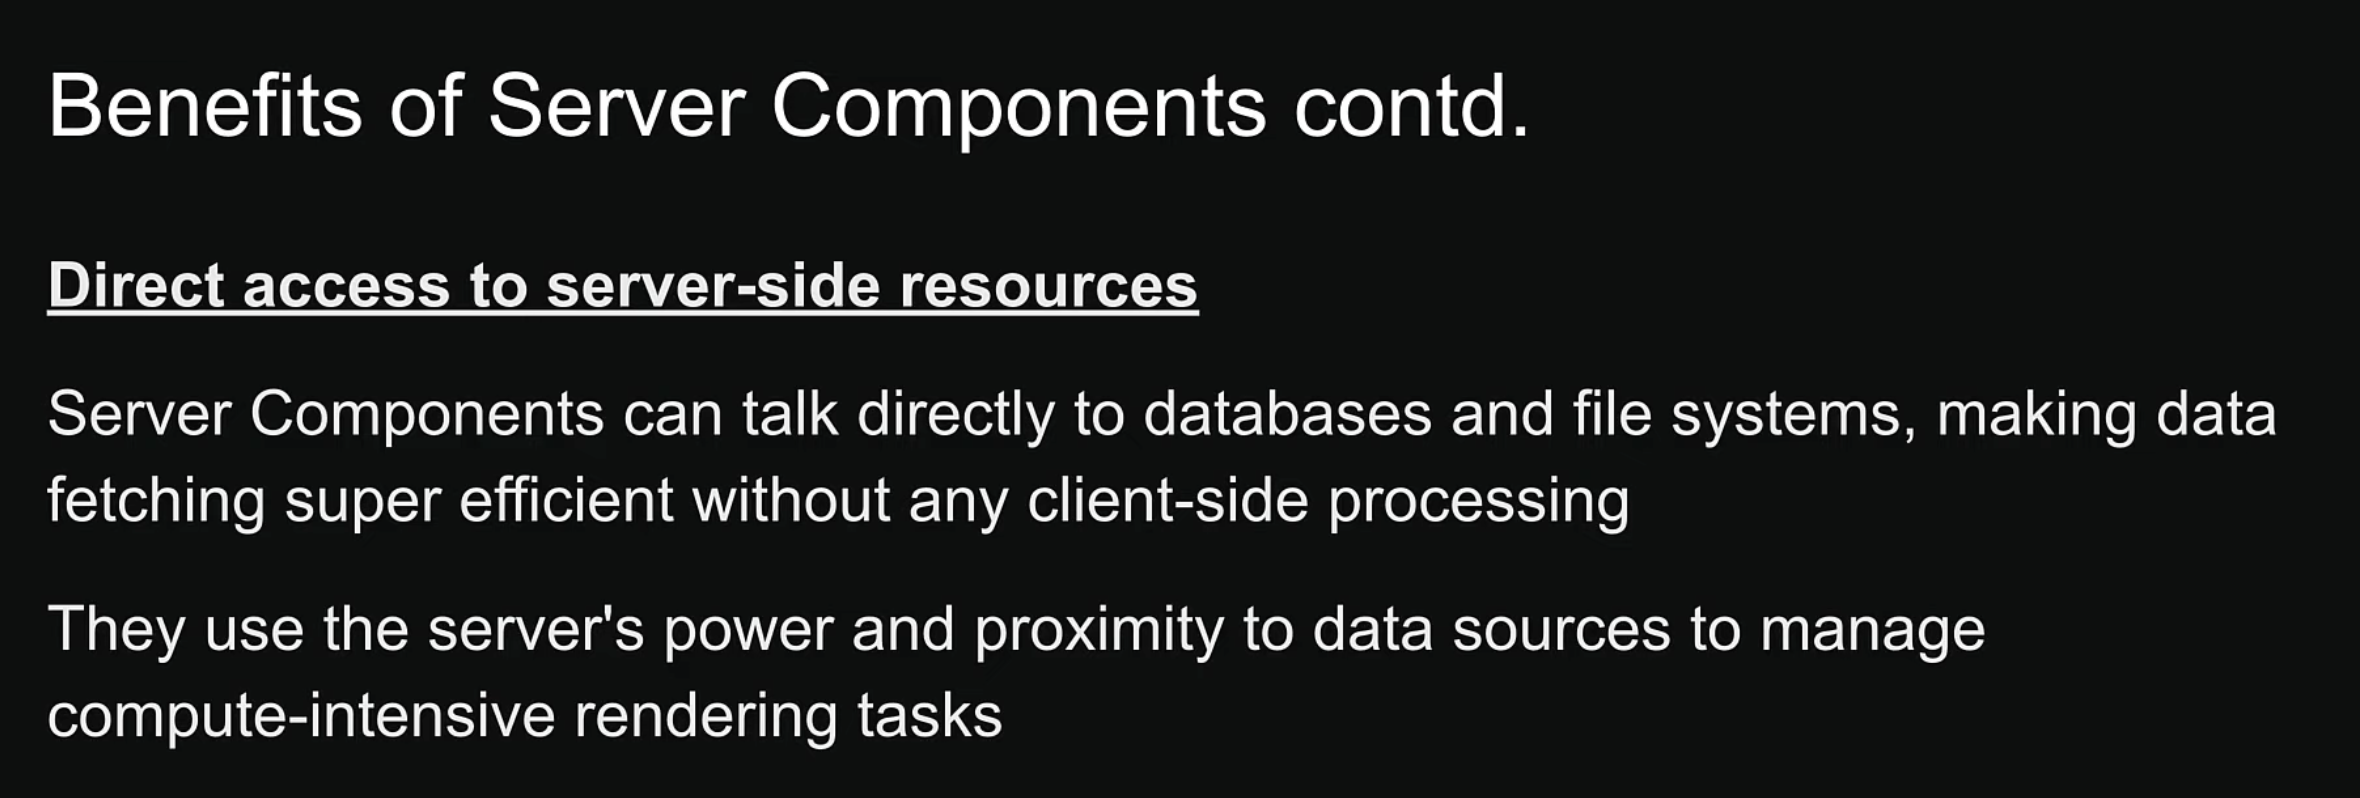 Benefits of Server Components contd.
Direct access to server-side resources
Server Components can talk directly to databases and file systems, making data
fetching super efficient without any client-side processing
They use the server's power and proximity to data sources to manage
compute-intensive rendering tasks